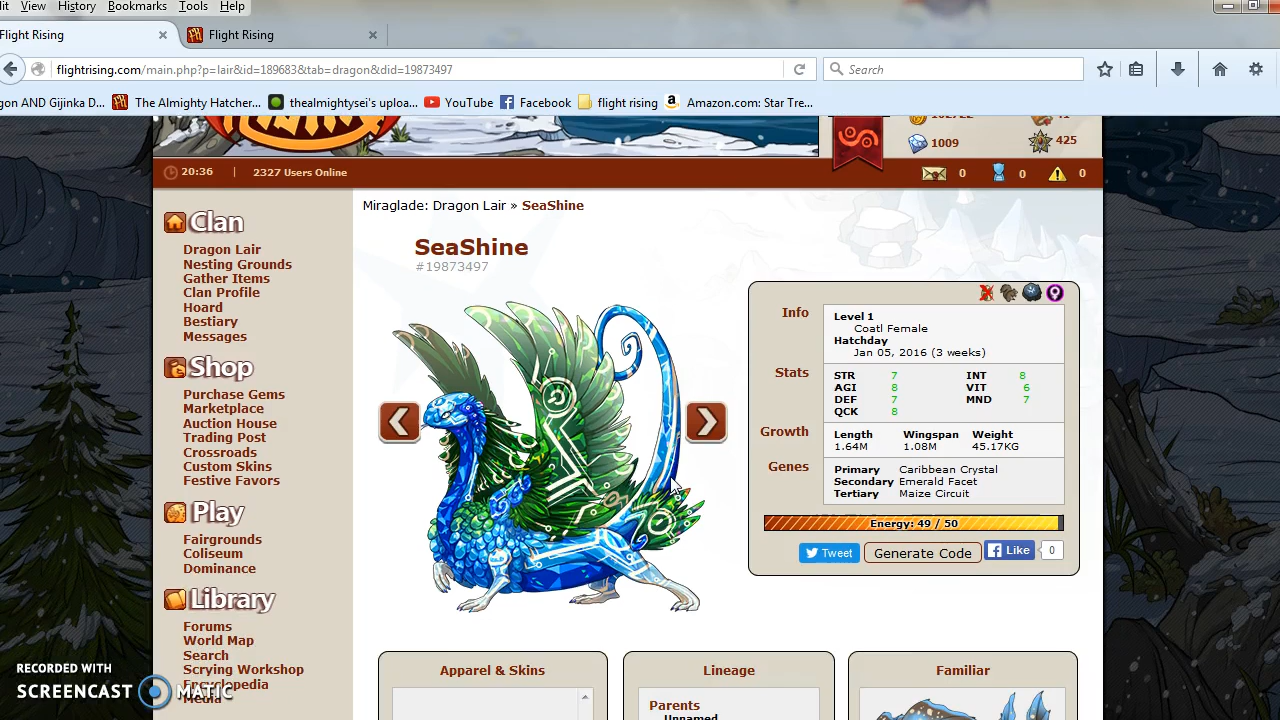 lit View History Bookmarks Tools Help
Flight Rising × Flight Rising ×
flightrising.com/main.php?p=lair&id=189683&tab=dragon&did=19873497 Search
gon AND Gijinka D... The Almighty Hatcher... thealmightysei's uploa... YouTube Facebook flight rising Amazon.com: Star Tre...
1009 425
20:36 | 2327 Users Online 0 0 0
Miraglade: Dragon Lair » SeaShine
SeaShine
#19873497
Clan
Dragon Lair
Nesting Grounds
Gather Items
Clan Profile
Hoard
Bestiary
Messages
Shop
Purchase Gems
Marketplace
Auction House
Trading Post
Crossroads
Custom Skins
Festive Favors
Play
Fairgrounds
Coliseum
Dominance
Library
Forums
World Map
Search
Scrying Workshop
Encyclopedia
Media
Info
Level 1
Coatl Female
Hatchday
Jan 05, 2016 (3 weeks)
Stats
STR 7 INT 8
AGI 8 VIT 6
DEF 7 MND 7
QCK 8
Growth
Length Wingspan Weight
1.64M 1.08M 45.17KG
Genes
Primary Caribbean Crystal
Secondary Emerald Facet
Tertiary Maize Circuit
Energy: 49 / 50
Tweet Generate Code Like 0
Apparel & Skins
Lineage
Parents
Unnamed
Familiar
RECORDED WITH
SCREENCAST MATIC